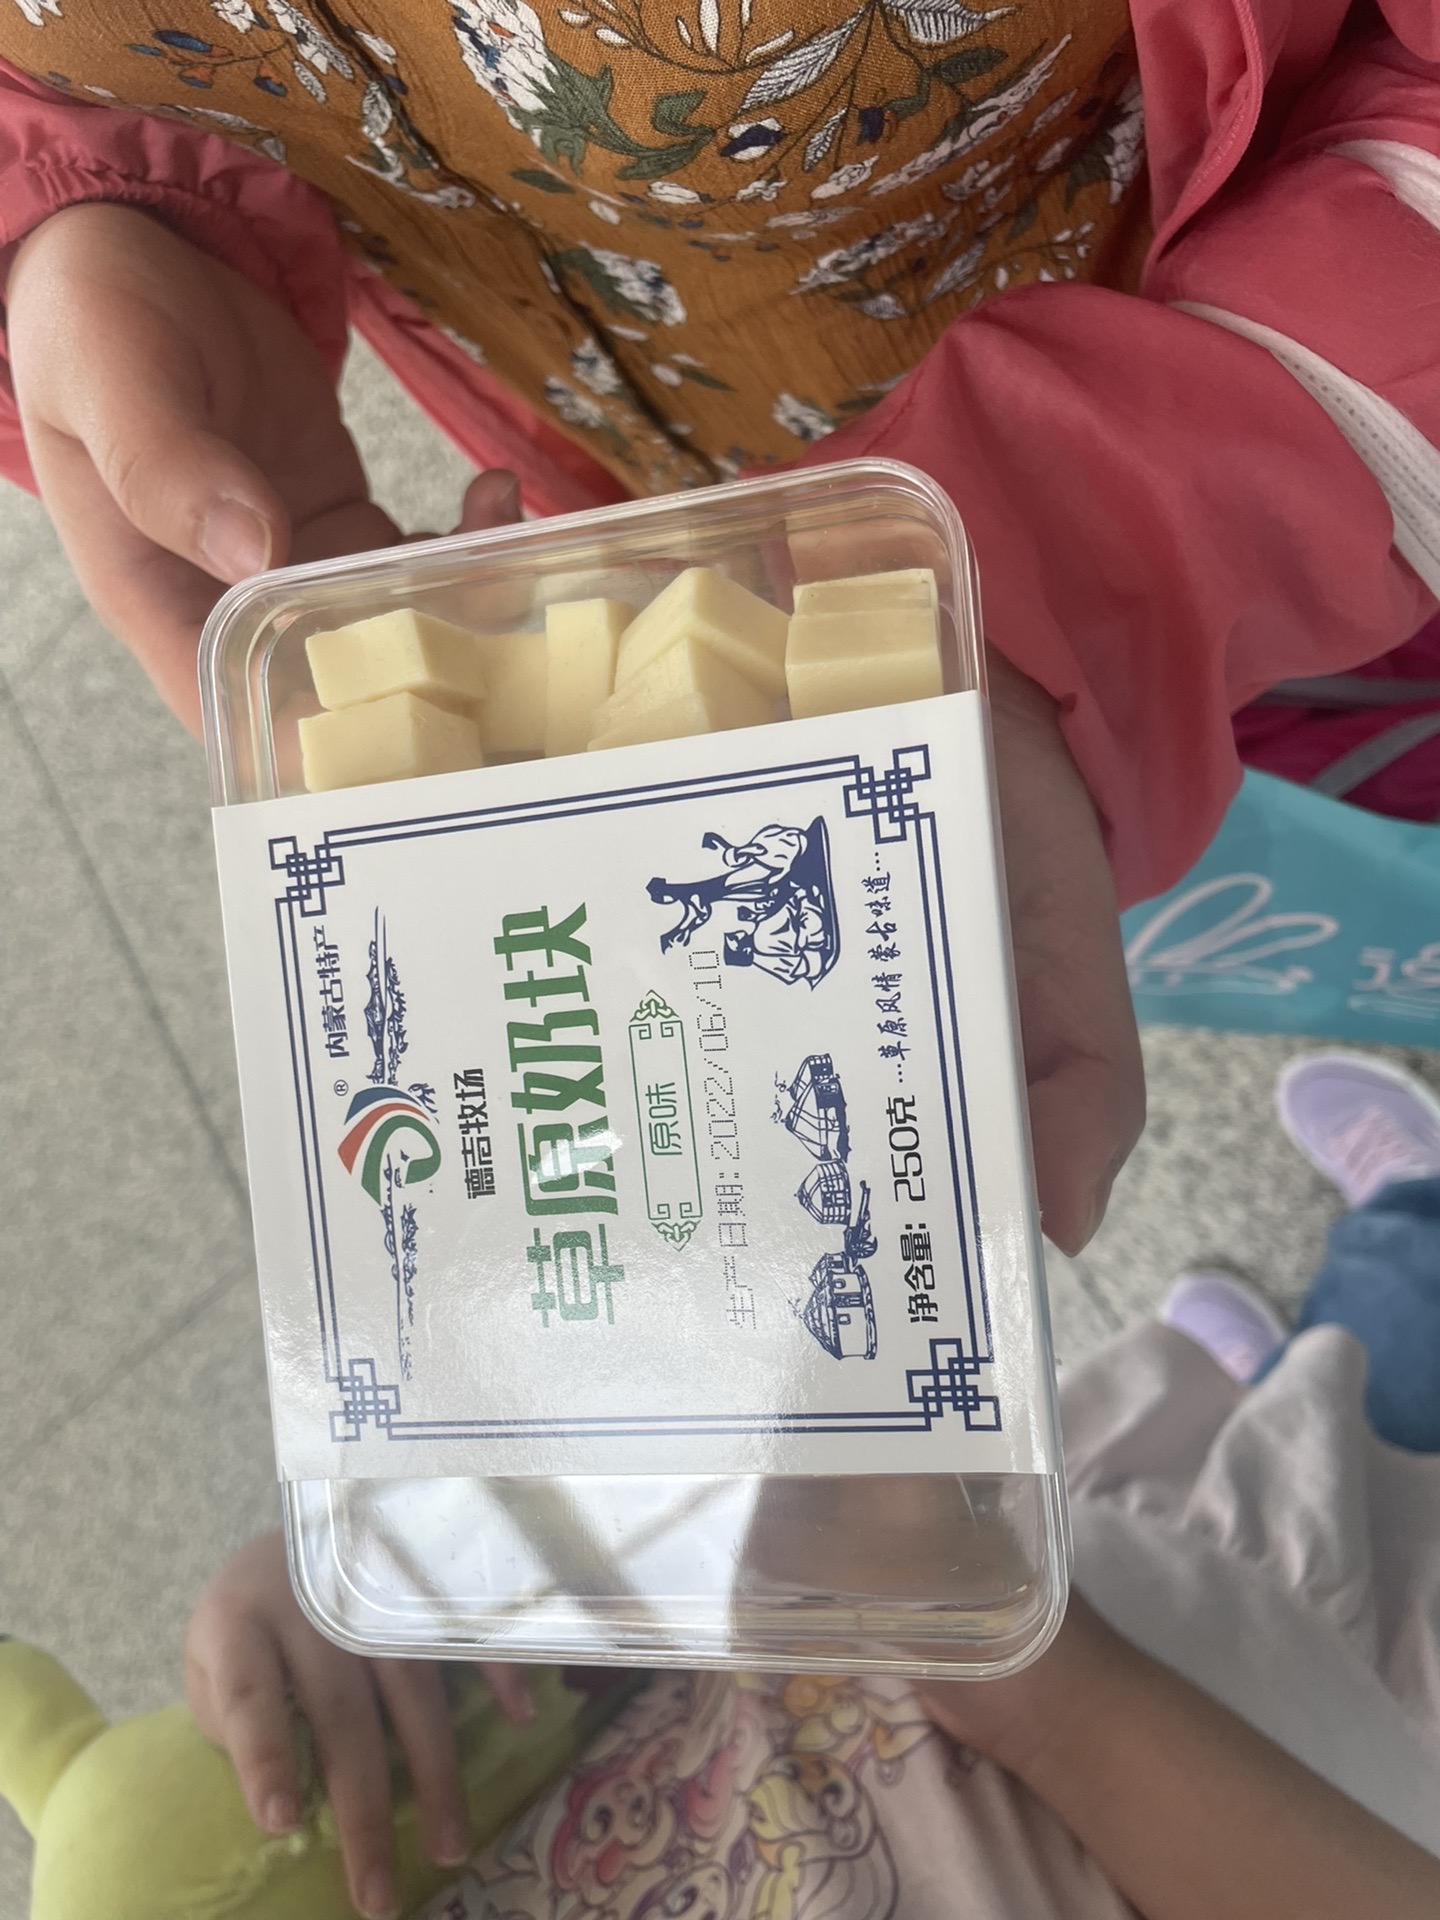 内蒙古特产
®
德吉牧场
草原奶块
原味
生产日期: 2022/06/10
净含量: 250克
...草原风情 蒙古味道...